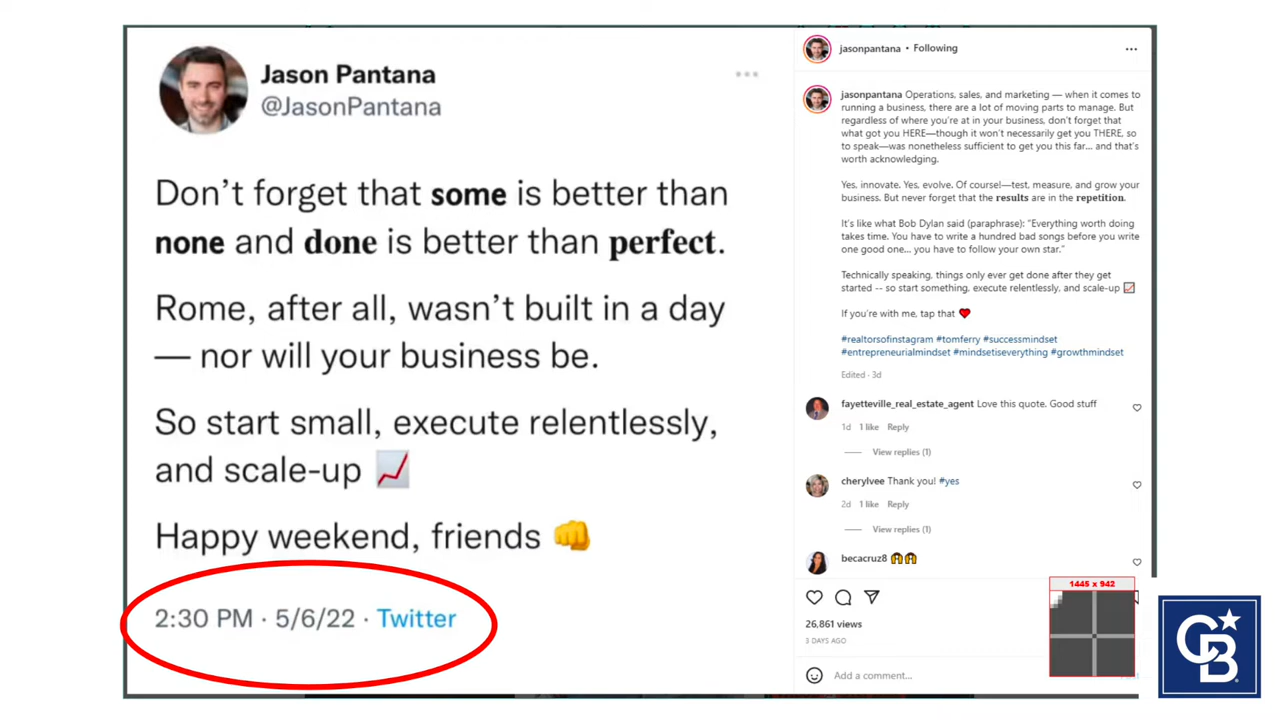 Jason Pantana
@JasonPantana
Don’t forget that some is better than
none and done is better than perfect.
Rome, after all, wasn’t built in a day
— nor will your business be.
So start small, execute relentlessly,
and scale-up 📈
Happy weekend, friends 👊
2:30 PM · 5/6/22 · Twitter
jasonpantana • Following
jasonpantana Operations, sales, and marketing — when it comes to
running a business, there are a lot of moving parts to manage. But
regardless of where you're at in your business, don't forget that
what got you HERE—though it won't necessarily get you THERE, so
to speak—was nonetheless sufficient to get you this far... and that's
worth acknowledging.
Yes, innovate. Yes, evolve. Of course!—test, measure, and grow your
business. But never forget that the results are in the repetition.
It's like what Bob Dylan said (paraphrase): "Everything worth doing
takes time. You have to write a hundred bad songs before you write
one good one... you have to follow your own star."
Technically speaking, things only ever get done after they get
started -- so start something, execute relentlessly, and scale-up 📈
If you're with me, tap that ❤️
#realtorsofinstagram #tomferry #successmindset
#entrepreneurialmindset #mindsetiseverything #growthmindset
Edited · 3d
fayetteville_real_estate_agent Love this quote. Good stuff
1d 1 like Reply
View replies (1)
cherylvee Thank you! #yes
2d 1 like Reply
View replies (1)
becacruz8 🙌🙌
26,861 views
3 DAYS AGO
Add a comment...
1445 x 942
CB